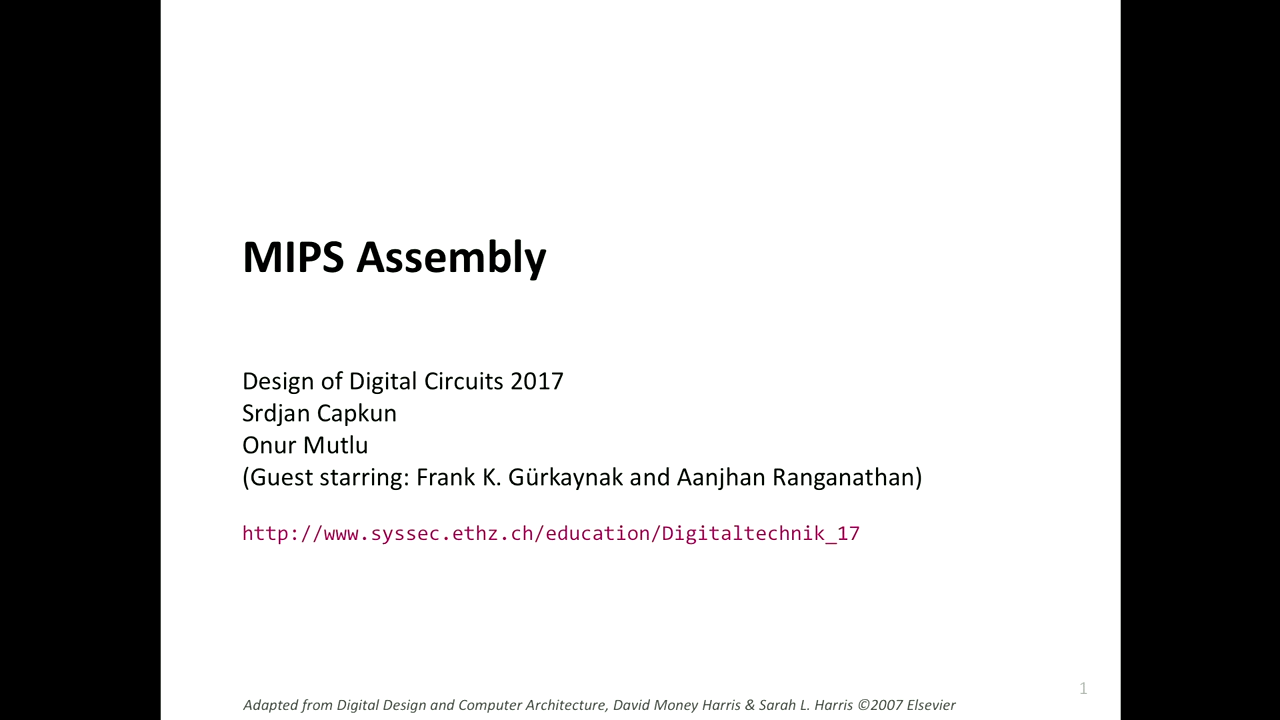 MIPS Assembly
Design of Digital Circuits 2017
Srdjan Capkun
Onur Mutlu
(Guest starring: Frank K. Gürkaynak and Aanjhan Ranganathan)
http://www.syssec.ethz.ch/education/Digitaltechnik_17
1
Adapted from Digital Design and Computer Architecture, David Money Harris & Sarah L. Harris ©2007 Elsevier